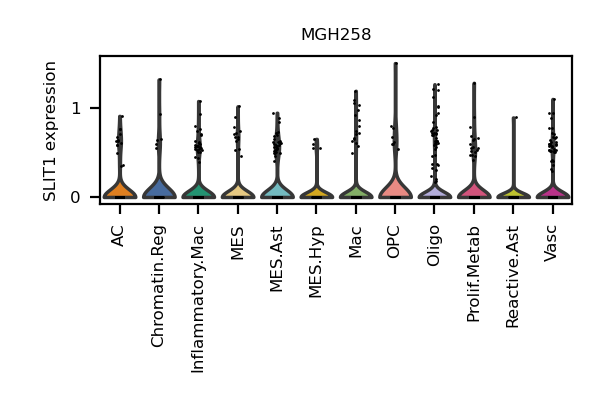 MGH258
SLIT1 expression
1
0
AC
Chromatin.Reg
Inflammatory.Mac
MES
MES.Ast
MES.Hyp
Mac
OPC
Oligo
Prolif.Metab
Reactive.Ast
Vasc